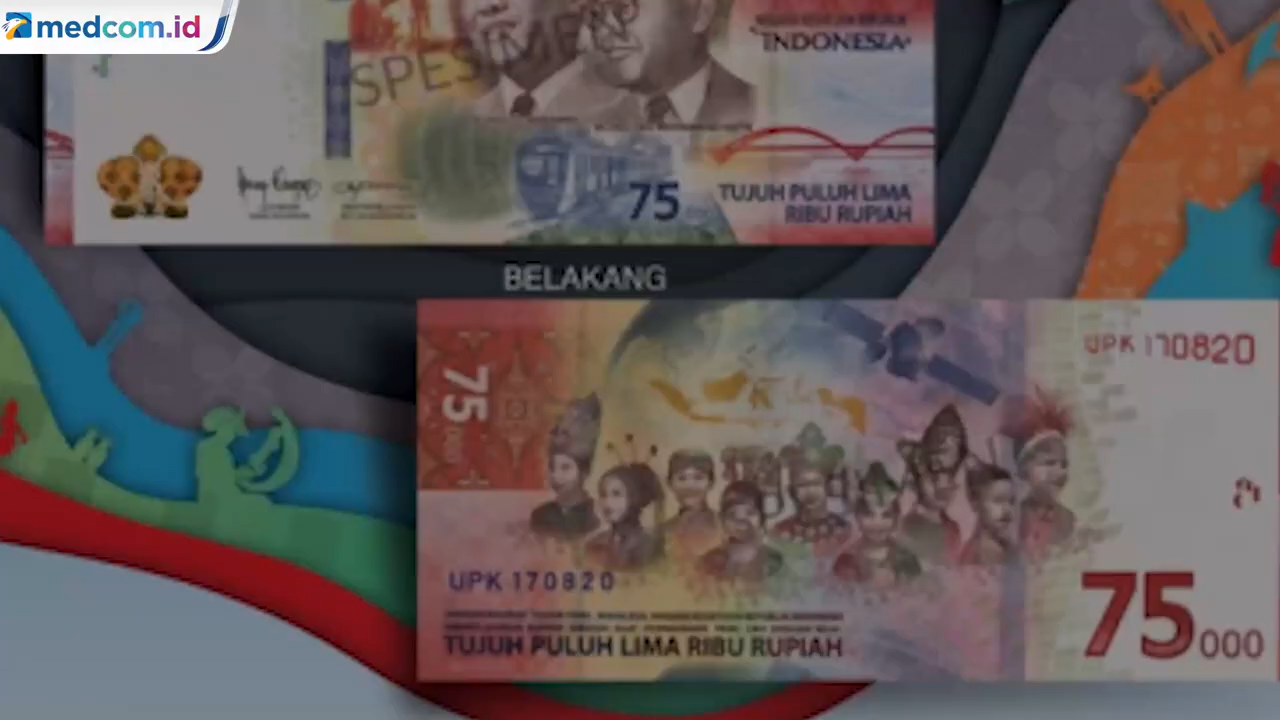 medcom.id
SPESIMEN
INDONESIA
75
TUJUH PULUH LIMA
RIBU RUPIAH
BELAKANG
75
UPK 170820
UPK 170820
TUJUH PULUH LIMA RIBU RUPIAH
75000